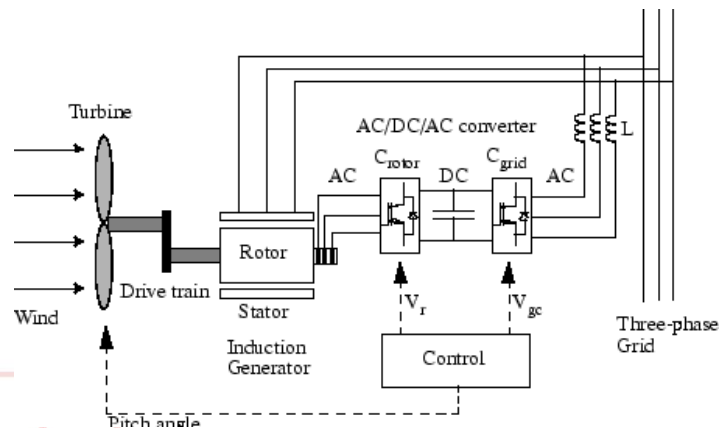 Turbine
AC/DC/AC converter
L
C rotor
C grid
AC
DC
AC
Rotor
Wind
Drive train
Stator
V r
V gc
Three-phase
Grid
Induction
Generator
Control
Pitch angle